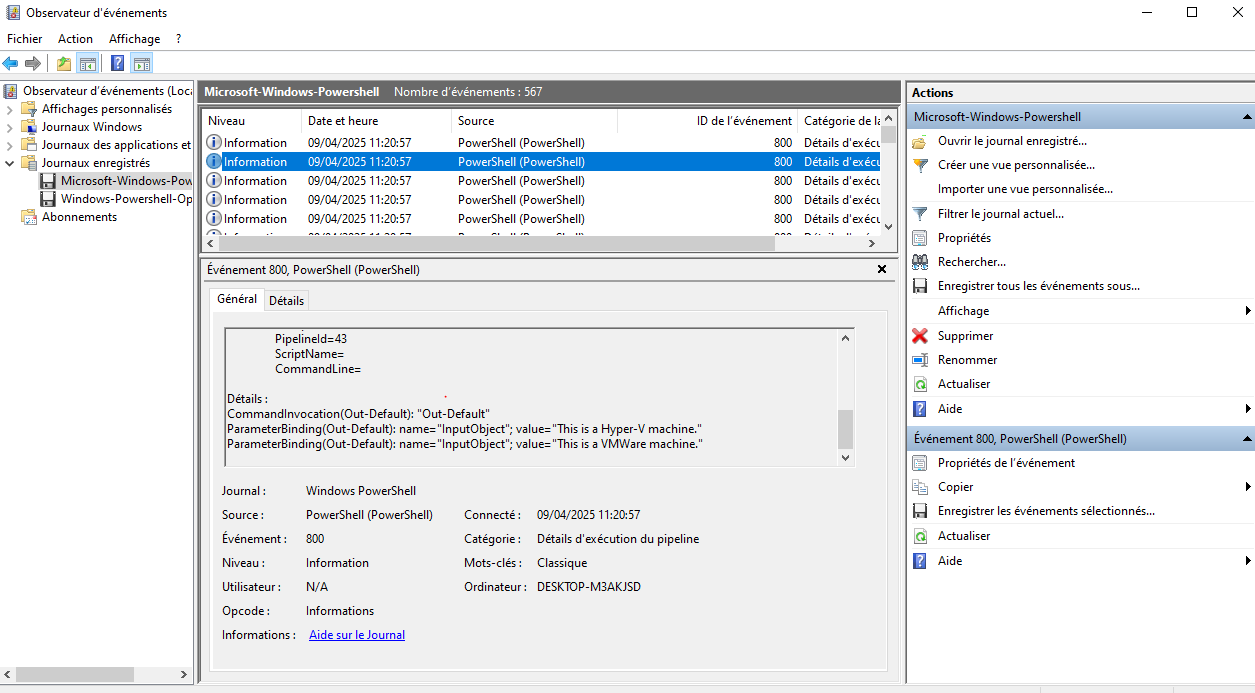 Observateur d'événements
Fichier Action Affichage ?
Observateur d'événements (Loca
Affichages personnalisés
Journaux Windows
Journaux des applications et
Journaux enregistrés
Microsoft-Windows-Pow
Windows-Powershell-Op
Abonnements
Microsoft-Windows-Powershell Nombre d'événements : 567
Niveau Date et heure Source ID de l'événement Catégorie de la
Information 09/04/2025 11:20:57 PowerShell (PowerShell) 800 Détails d'exécu
Information 09/04/2025 11:20:57 PowerShell (PowerShell) 800 Détails d'exécu
Information 09/04/2025 11:20:57 PowerShell (PowerShell) 800 Détails d'exécu
Information 09/04/2025 11:20:57 PowerShell (PowerShell) 800 Détails d'exécu
Information 09/04/2025 11:20:57 PowerShell (PowerShell) 800 Détails d'exécu
Événement 800, PowerShell (PowerShell)
Général Détails
PipelineId=43
ScriptName=
CommandLine=
Détails :
CommandInvocation(Out-Default): "Out-Default"
ParameterBinding(Out-Default): name="InputObject"; value="This is a Hyper-V machine."
ParameterBinding(Out-Default): name="InputObject"; value="This is a VMWare machine."
Journal : Windows PowerShell
Source : PowerShell (PowerShell) Connecté : 09/04/2025 11:20:57
Événement : 800 Catégorie : Détails d'exécution du pipeline
Niveau : Information Mots-clés : Classique
Utilisateur : N/A Ordinateur : DESKTOP-M3AKJSD
Opcode : Informations
Informations : Aide sur le Journal
Actions
Microsoft-Windows-Powershell
Ouvrir le journal enregistré...
Créer une vue personnalisée...
Importer une vue personnalisée...
Filtrer le journal actuel...
Propriétés
Rechercher...
Enregistrer tous les événements sous...
Affichage
Supprimer
Renommer
Actualiser
Aide
Événement 800, PowerShell (PowerShell)
Propriétés de l'événement
Copier
Enregistrer les événements sélectionnés...
Actualiser
Aide